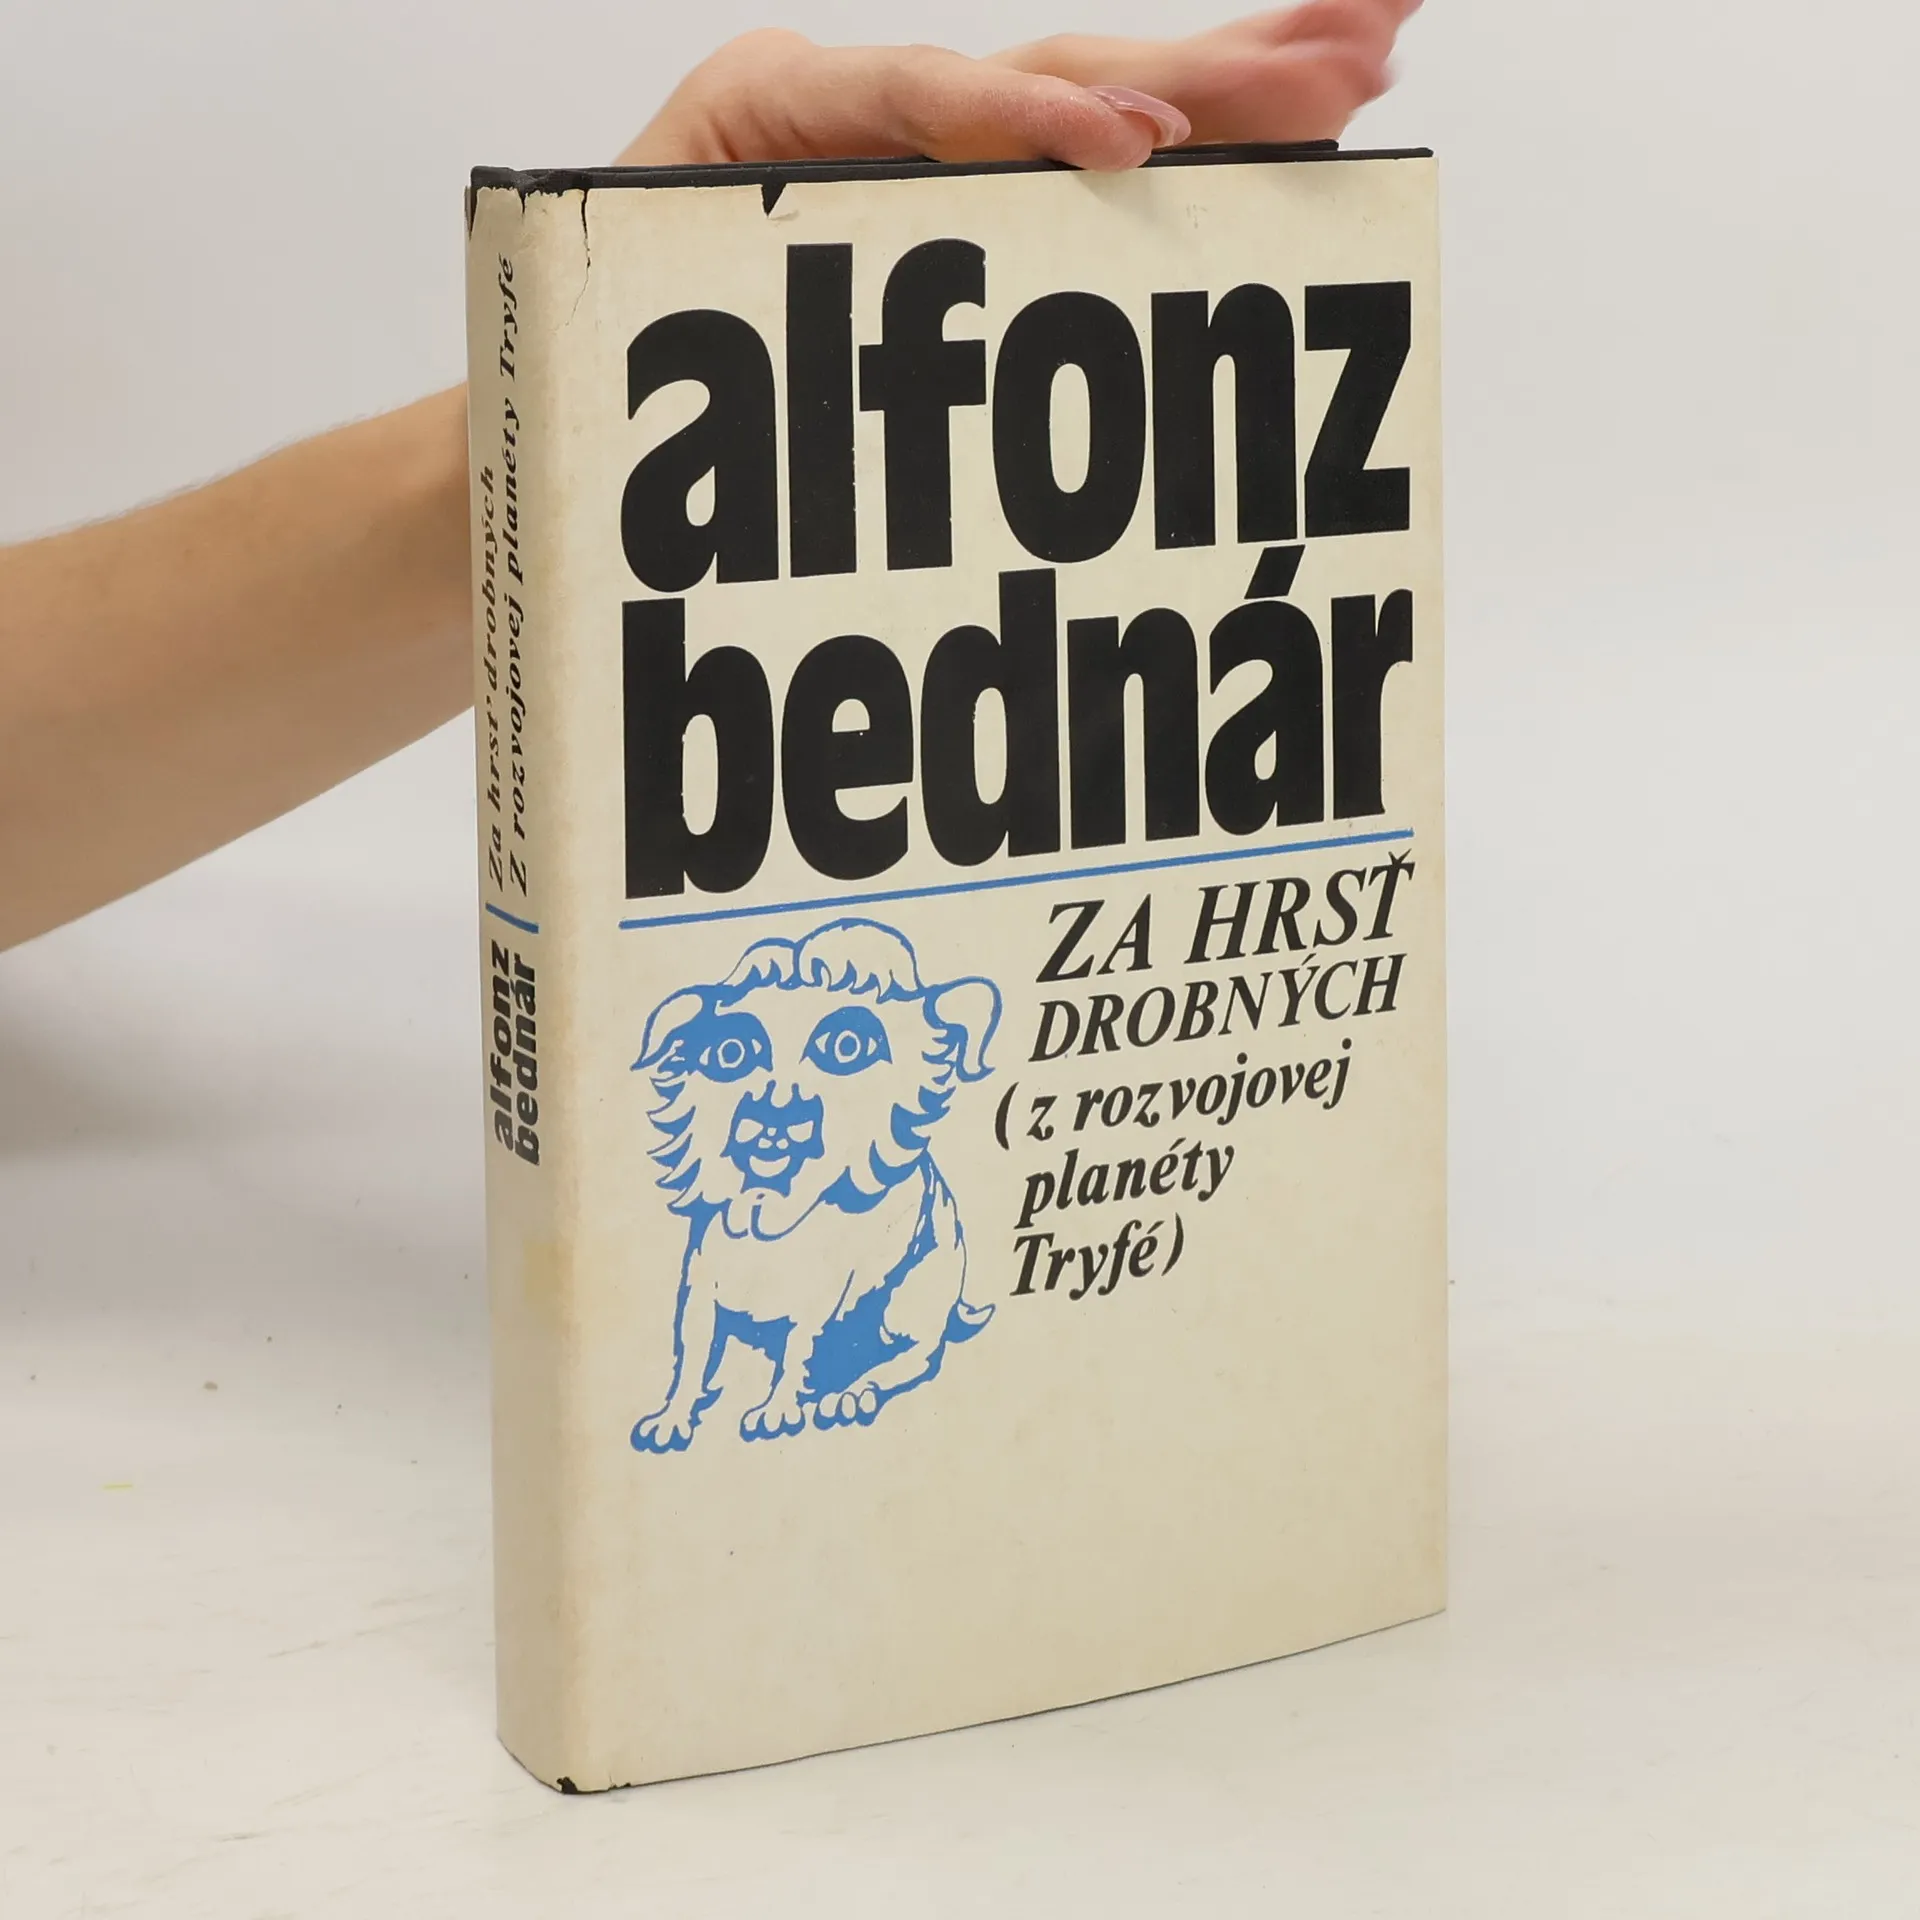 alfonz
bednár
ZA HRSŤ
DROBNÝCH
(z rozvojovej
planéty
Tryfé)
alfonz
bednár
Za hrsť drobných
Z rozvojovej planéty Tryfé